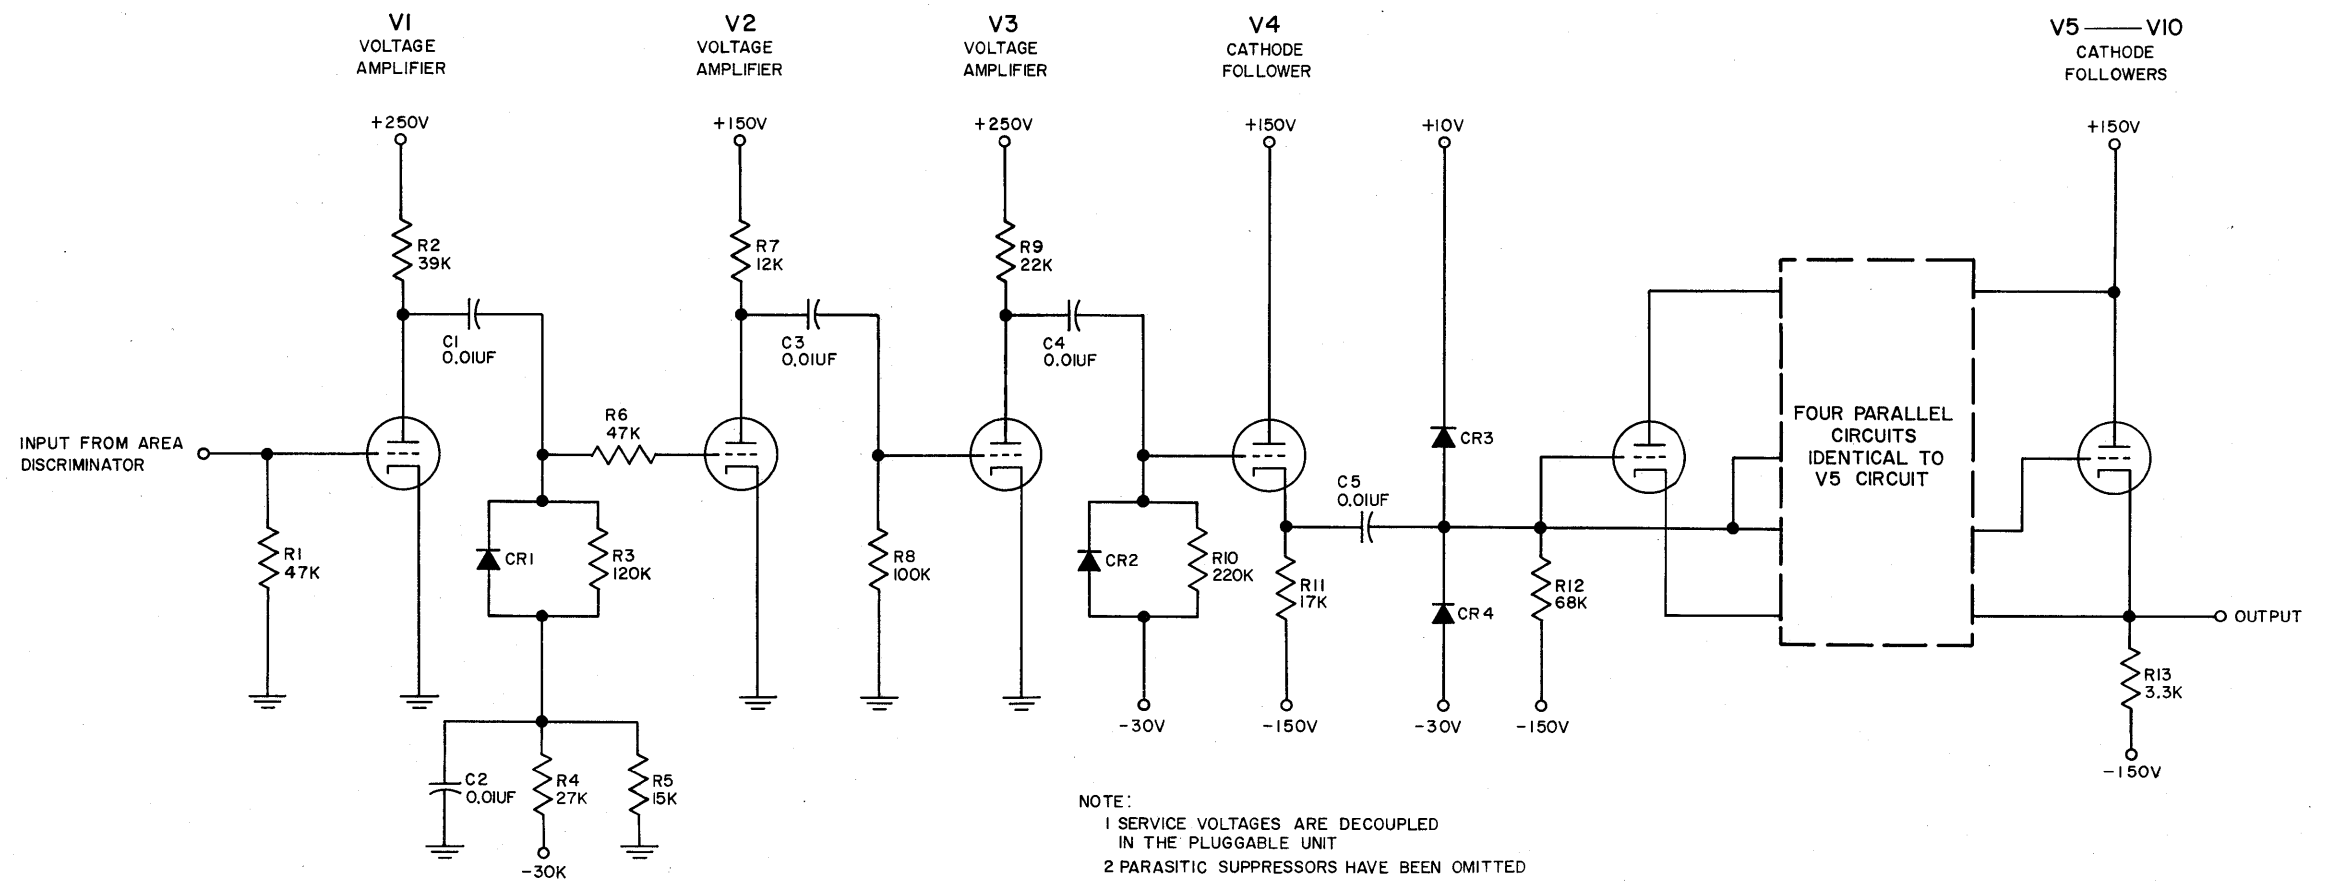 V1
VOLTAGE
AMPLIFIER
V2
VOLTAGE
AMPLIFIER
V3
VOLTAGE
AMPLIFIER
V4
CATHODE
FOLLOWER
V5 — V10
CATHODE
FOLLOWERS
+250V
+150V
+250V
+150V
+10V
+150V
R2
39K
R7
12K
R9
22K
C1
0.01UF
C3
0.01UF
C4
0.01UF
INPUT FROM AREA
DISCRIMINATOR
R6
47K
CR3
FOUR PARALLEL
CIRCUITS
IDENTICAL TO
V5 CIRCUIT
C5
0.01UF
R1
47K
CR1
R3
120K
R8
100K
CR2
R10
220K
R11
17K
CR4
R12
68K
OUTPUT
R13
3.3K
-30V
-150V
-30V
-150V
-150V
C2
0.01UF
R4
27K
R5
15K
-30K
NOTE:
1 SERVICE VOLTAGES ARE DECOUPLED
IN THE PLUGGABLE UNIT
2 PARASITIC SUPPRESSORS HAVE BEEN OMITTED